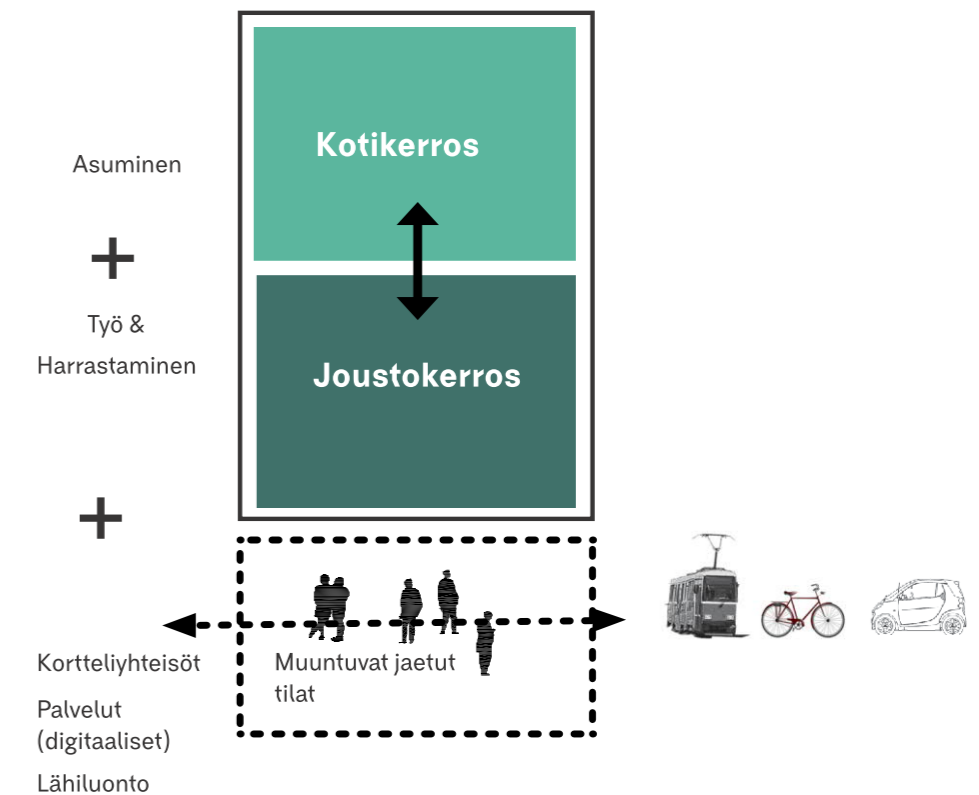 Kotikerros
Asuminen
+
Työ &
Harrastaminen
Joustokerros
+
Kortteliyhteisöt
Palvelut
(digitaaliset)
Lähiluonto
Muuntuvat jaetut
tilat